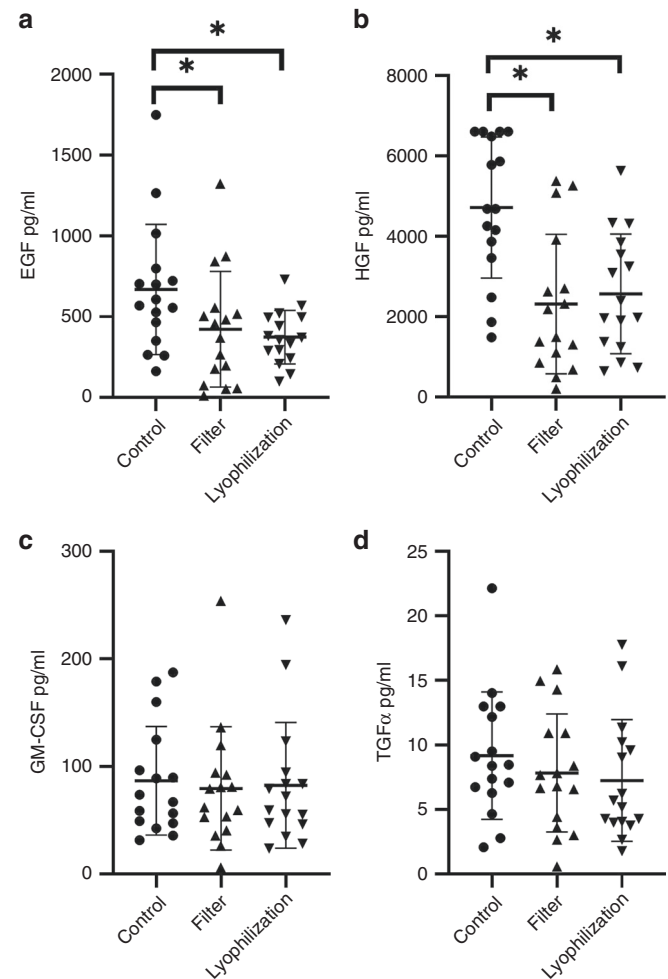 a
*
*
2000
1500
1000
500
0
EGF pg/ml
Control
Filter
Lyophilization
b
*
*
8000
6000
4000
2000
0
HGF pg/ml
Control
Filter
Lyophilization
c
300
200
100
0
GM-CSF pg/ml
Control
Filter
Lyophilization
d
25
20
15
10
5
0
TGFα pg/ml
Control
Filter
Lyophilization